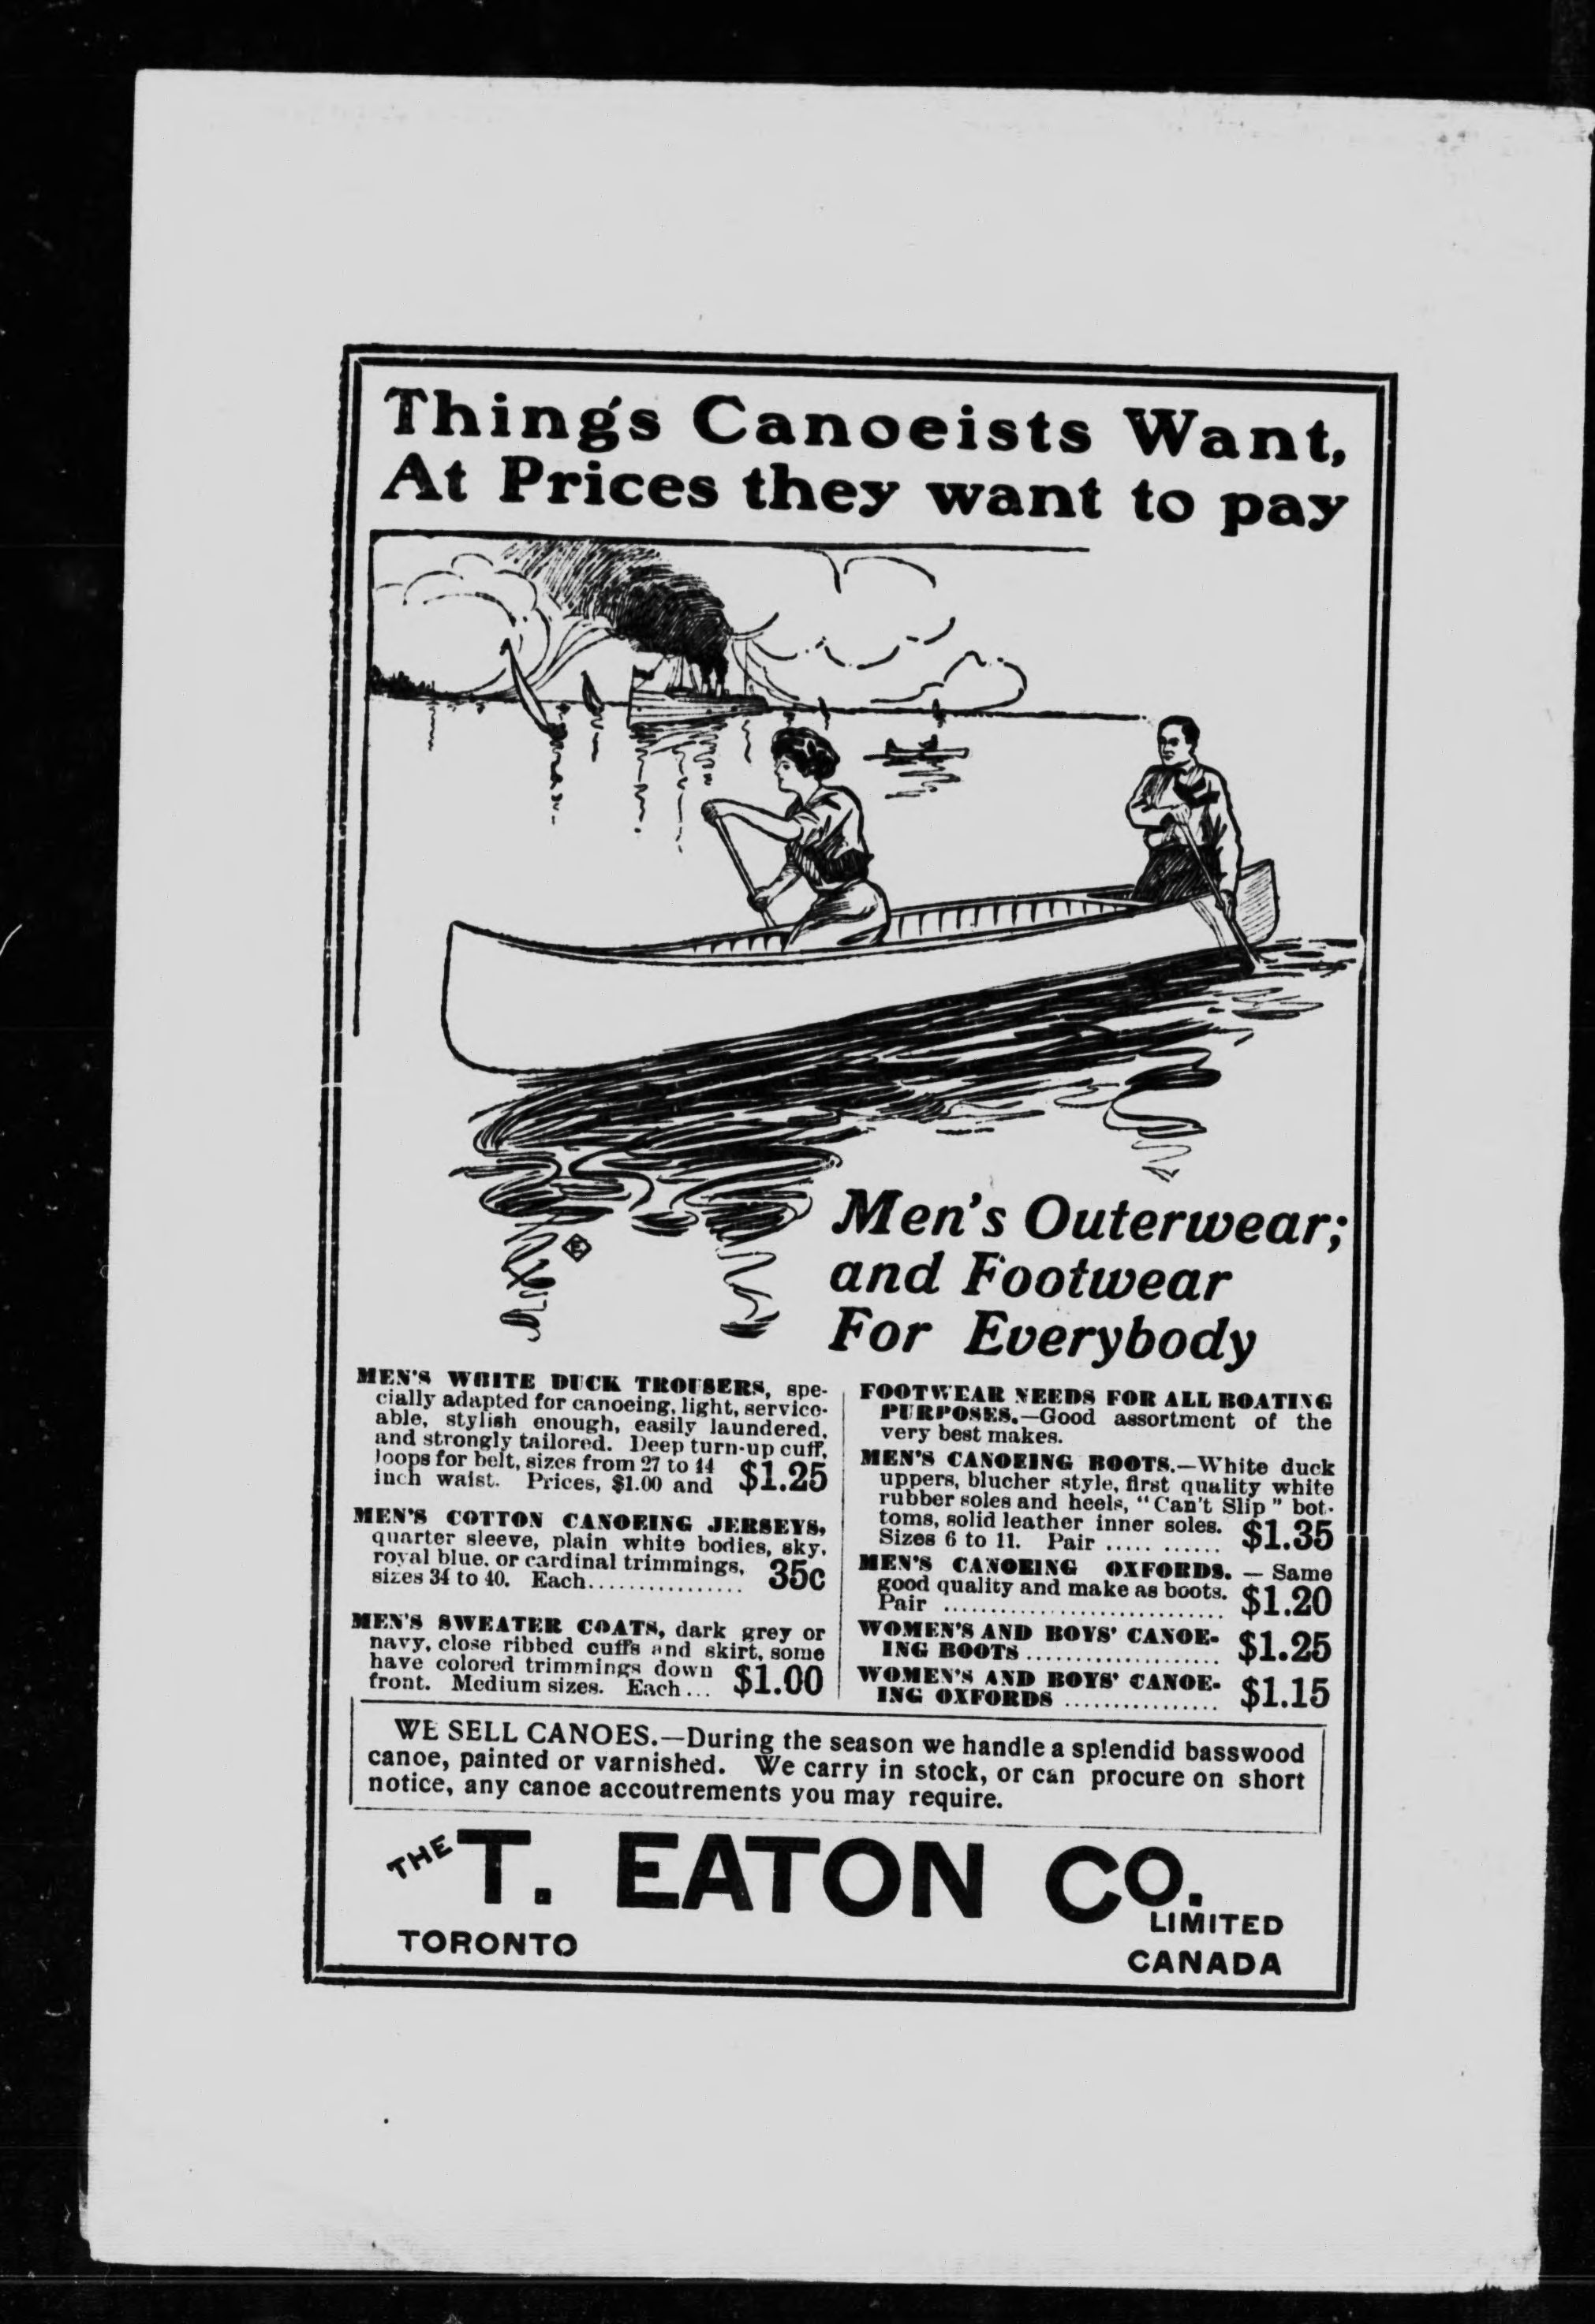 Things Canoeists Want,
At Prices they want to pay
E
Men's Outerwear;
and Footwear
For Everybody
MEN'S WHITE DUCK TROUSERS, spe-
cially adapted for canoeing, light, service-
able, stylish enough, easily laundered,
and strongly tailored. Deep turn-up cuff,
loops for belt, sizes from 27 to 44
inch waist. Prices, $1.00 and $1.25
MEN'S COTTON CANOEING JERSEYS,
quarter sleeve, plain white bodies, sky,
royal blue, or cardinal trimmings,
sizes 34 to 40. Each................ 35c
MEN'S SWEATER COATS, dark grey or
navy, close ribbed cuffs and skirt, some
have colored trimmings down
front. Medium sizes. Each... $1.00
FOOTWEAR NEEDS FOR ALL BOATING
PURPOSES.—Good assortment of the
very best makes.
MEN'S CANOEING BOOTS.—White duck
uppers, blucher style, first quality white
rubber soles and heels, "Can't Slip" bot-
toms, solid leather inner soles.
Sizes 6 to 11. Pair ..... ...... $1.35
MEN'S CANOEING OXFORDS. — Same
good quality and make as boots.
Pair ............................. $1.20
WOMEN'S AND BOYS' CANOE-
ING BOOTS.................... $1.25
WOMEN'S AND BOYS' CANOE-
ING OXFORDS ................ $1.15
WE SELL CANOES.—During the season we handle a splendid basswood
canoe, painted or varnished. We carry in stock, or can procure on short
notice, any canoe accoutrements you may require.
THE T. EATON CO.
LIMITED
TORONTO CANADA